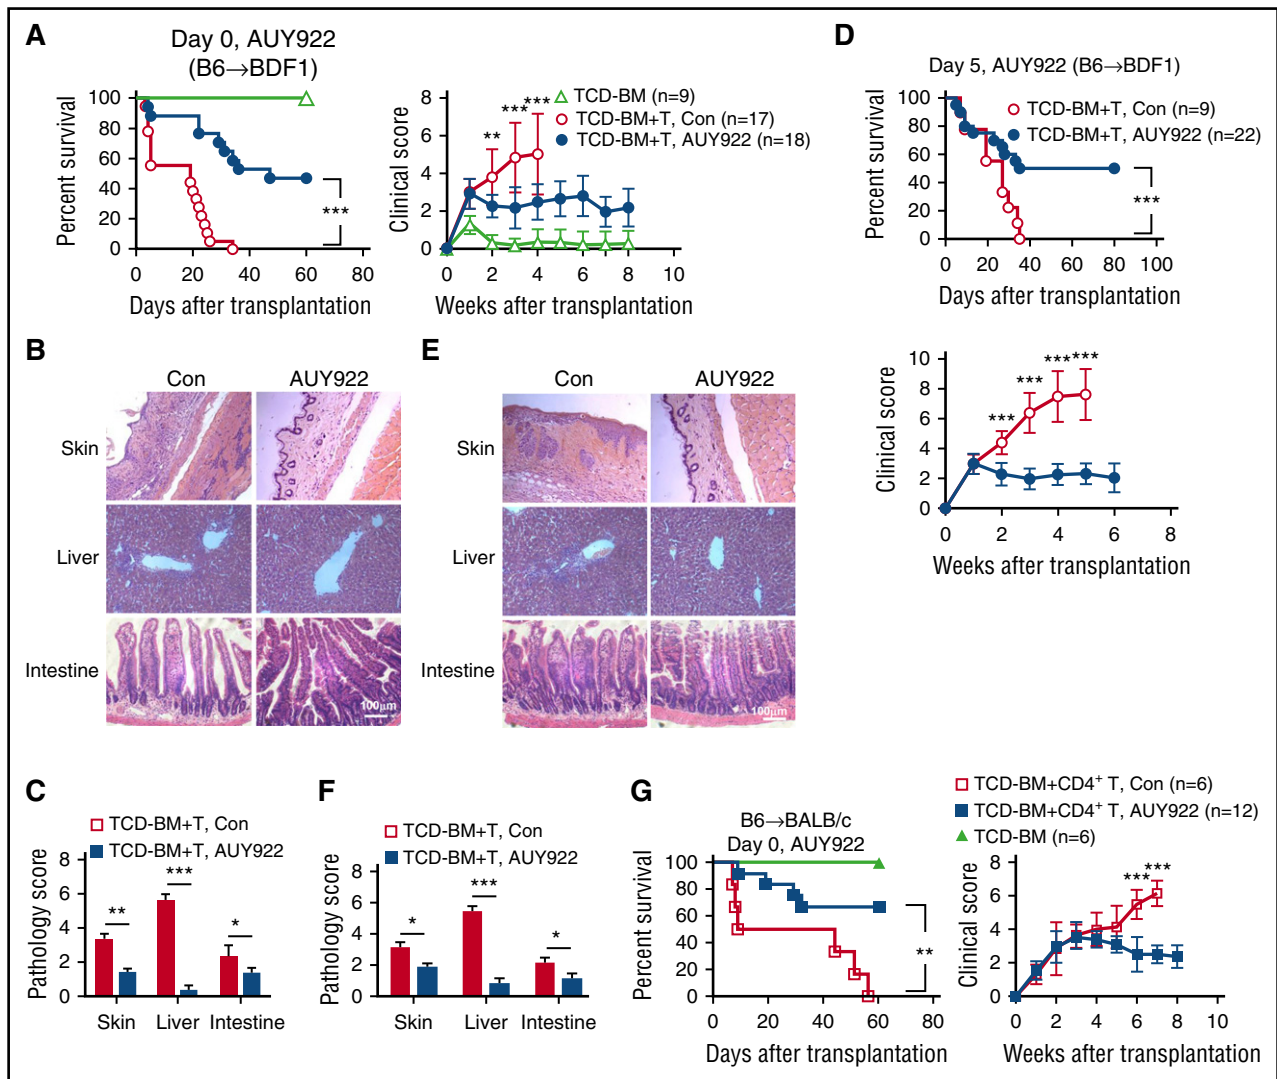 A
Day 0, AUY922
(B6→BDF1)
Percent survival
100
80
60
40
20
0
***
0 20 40 60 80
Days after transplantation
Clinical score
8
6
4
2
0
** *** ***
TCD-BM (n=9)
TCD-BM+T, Con (n=17)
TCD-BM+T, AUY922 (n=18)
0 2 4 6 8 10
Weeks after transplantation
B
Con AUY922
Skin
Liver
Intestine
100μm
C
TCD-BM+T, Con
TCD-BM+T, AUY922
Pathology score
8
6
4
2
0
** *** *
Skin Liver Intestine
D
Day 5, AUY922 (B6→BDF1)
Percent survival
100
80
60
40
20
0
TCD-BM+T, Con (n=9)
TCD-BM+T, AUY922 (n=22)
***
0 20 40 60 80 100
Days after transplantation
Clinical score
10
8
6
4
2
0
*** *** *** ***
0 2 4 6 8
Weeks after transplantation
E
Con AUY922
Skin
Liver
Intestine
100μm
F
TCD-BM+T, Con
TCD-BM+T, AUY922
Pathology score
8
6
4
2
0
* *** *
Skin Liver Intestine
G
B6→BALB/c
Day 0, AUY922
Percent survival
100
80
60
40
20
0
**
0 20 40 60 80
Days after transplantation
TCD-BM+CD4⁺ T, Con (n=6)
TCD-BM+CD4⁺ T, AUY922 (n=12)
TCD-BM (n=6)
Clinical score
8
6
4
2
0
*** ***
0 2 4 6 8 10
Weeks after transplantation